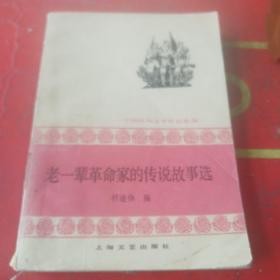 老一辈革命家的传说故事选
编
上海文艺出版社